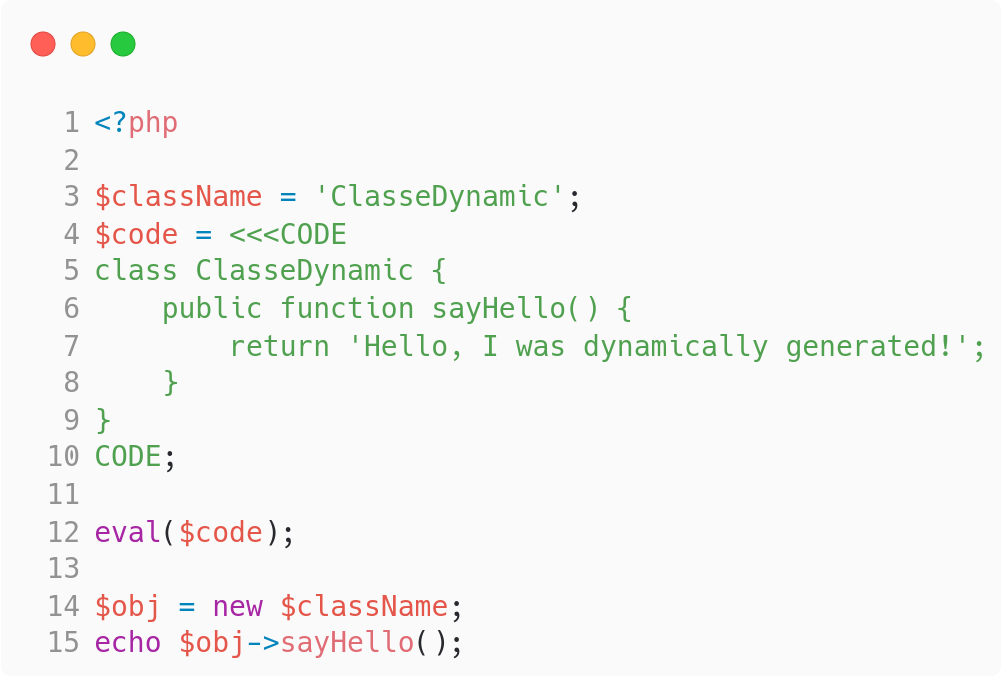 1 <?php
2
3 $className = 'ClasseDynamic';
4 $code = <<<CODE
5 class ClasseDynamic {
6     public function sayHello() {
7         return 'Hello, I was dynamically generated!';
8     }
9 }
10 CODE;
11
12 eval($code);
13
14 $obj = new $className;
15 echo $obj->sayHello();